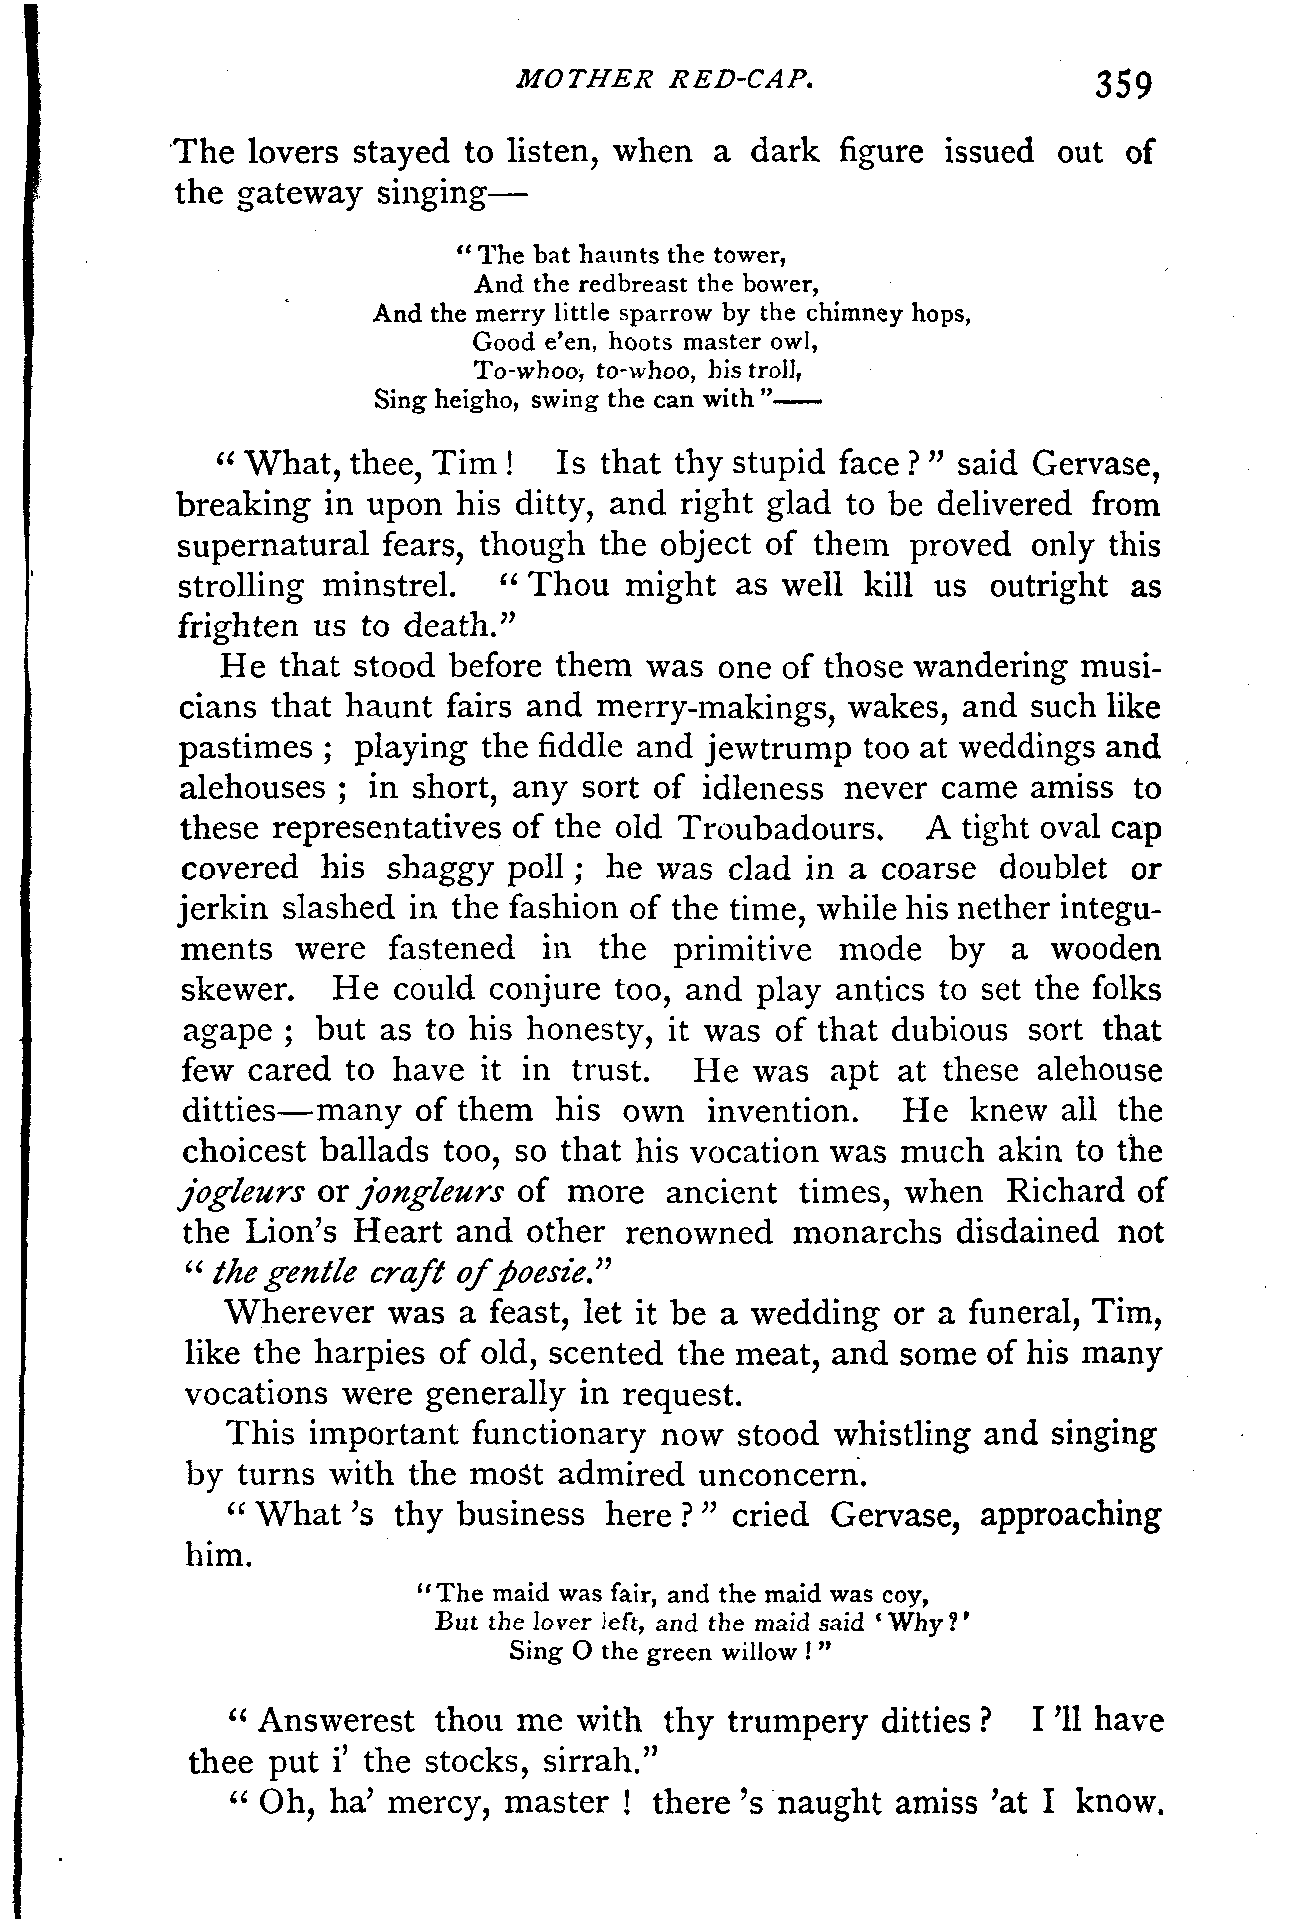 MOTHER RED-CAP. 359
The lovers stayed to listen, when a dark figure issued out of
the gateway singing—
“The bat haunts the tower,
And the redbreast the bower,
And the merry little sparrow by the chimney hops,
Good e’en, hoots master owl,
To-whoo, to-whoo, his troll,
Sing heigho, swing the can with”——
“What, thee, Tim! Is that thy stupid face?” said Gervase,
breaking in upon his ditty, and right glad to be delivered from
supernatural fears, though the object of them proved only this
strolling minstrel. “Thou might as well kill us outright as
frighten us to death.”
He that stood before them was one of those wandering musi-
cians that haunt fairs and merry-makings, wakes, and such like
pastimes; playing the fiddle and jewtrump too at weddings and
alehouses; in short, any sort of idleness never came amiss to
these representatives of the old Troubadours. A tight oval cap
covered his shaggy poll; he was clad in a coarse doublet or
jerkin slashed in the fashion of the time, while his nether integu-
ments were fastened in the primitive mode by a wooden
skewer. He could conjure too, and play antics to set the folks
agape; but as to his honesty, it was of that dubious sort that
few cared to have it in trust. He was apt at these alehouse
ditties—many of them his own invention. He knew all the
choicest ballads too, so that his vocation was much akin to the
jogleurs or jongleurs of more ancient times, when Richard of
the Lion’s Heart and other renowned monarchs disdained not
“the gentle craft of poesie.”
Wherever was a feast, let it be a wedding or a funeral, Tim,
like the harpies of old, scented the meat, and some of his many
vocations were generally in request.
This important functionary now stood whistling and singing
by turns with the most admired unconcern.
“What ’s thy business here?” cried Gervase, approaching
him.
“The maid was fair, and the maid was coy,
But the lover left, and the maid said ‘Why?’
Sing O the green willow!”
“Answerest thou me with thy trumpery ditties? I ’ll have
thee put i’ the stocks, sirrah.”
“Oh, ha’ mercy, master! there ’s naught amiss ’at I know.